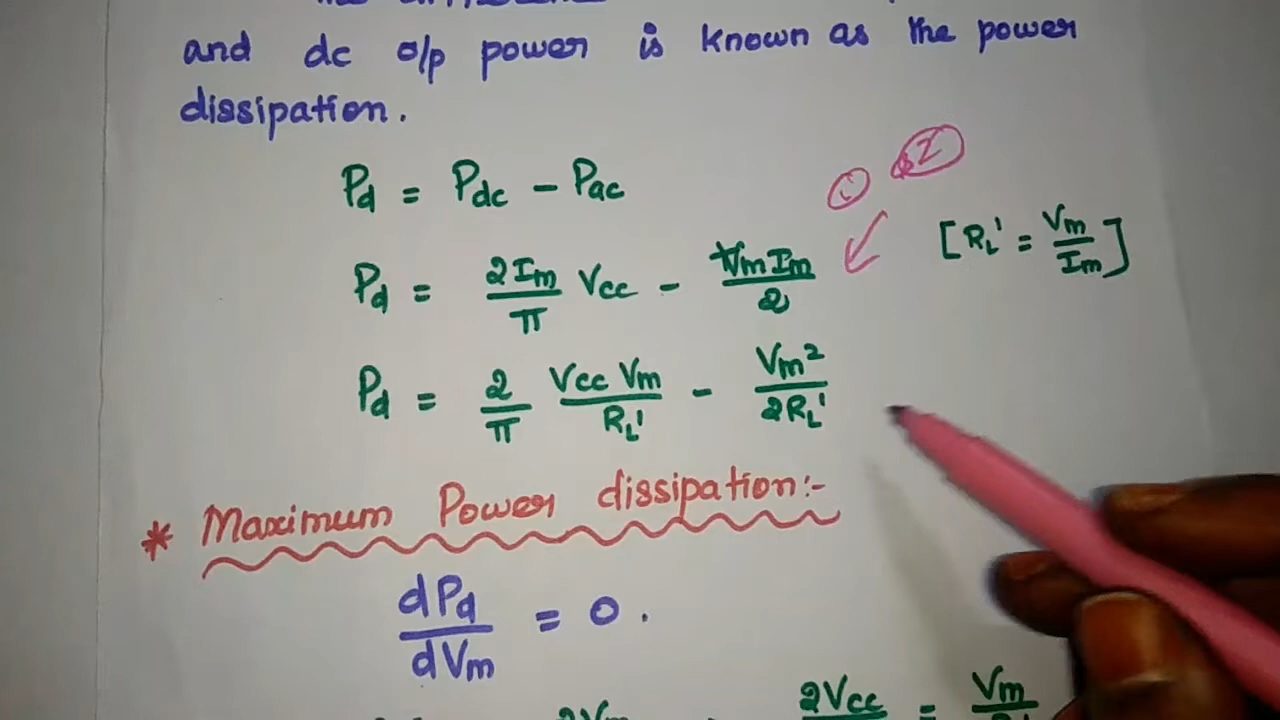 and dc o/p power is known as the power
dissipation.
Pd = Pdc - Pac
Pd = 2Im/π Vcc - VmIm/2 [RL' = Vm/Im]
Pd = 2/π VccVm/RL' - Vm²/2RL'
* Maximum Power dissipation:-
dPd/dVm = 0.
2Vcc = Vm